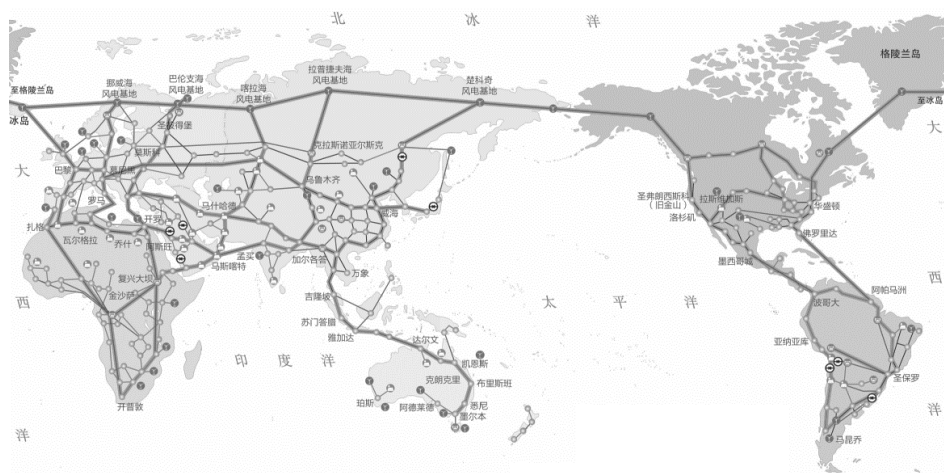 北 冰 洋
格陵兰岛
拉普捷夫海
风电基地
楚科奇
风电基地
挪威海
风电基地
巴伦支海
风电基地
喀拉海
风电基地
至格陵兰岛
冰岛
至冰岛
圣彼得堡
克拉斯诺亚尔斯克
莫斯科
巴黎
慕尼黑
乌鲁木齐
大
大
罗马
马什哈德
威海
圣弗朗西斯科
（旧金山）
拉斯维加斯
洛杉矶
华盛顿
扎格
瓦尔格拉
乔什
开罗
阿斯旺
佛罗里达
马斯喀特
孟买
加尔各答
万象
墨西哥城
复兴大坝
金沙萨
西
西
吉隆坡
太 平 洋
波哥大
阿帕马洲
苏门答腊
雅加达
达尔文
亚纳亚库
印 度 洋
凯恩斯
克朗克里
布里斯班
圣保罗
开普敦
珀斯
阿德莱德
悉尼
墨尔本
洋
洋
马昆乔